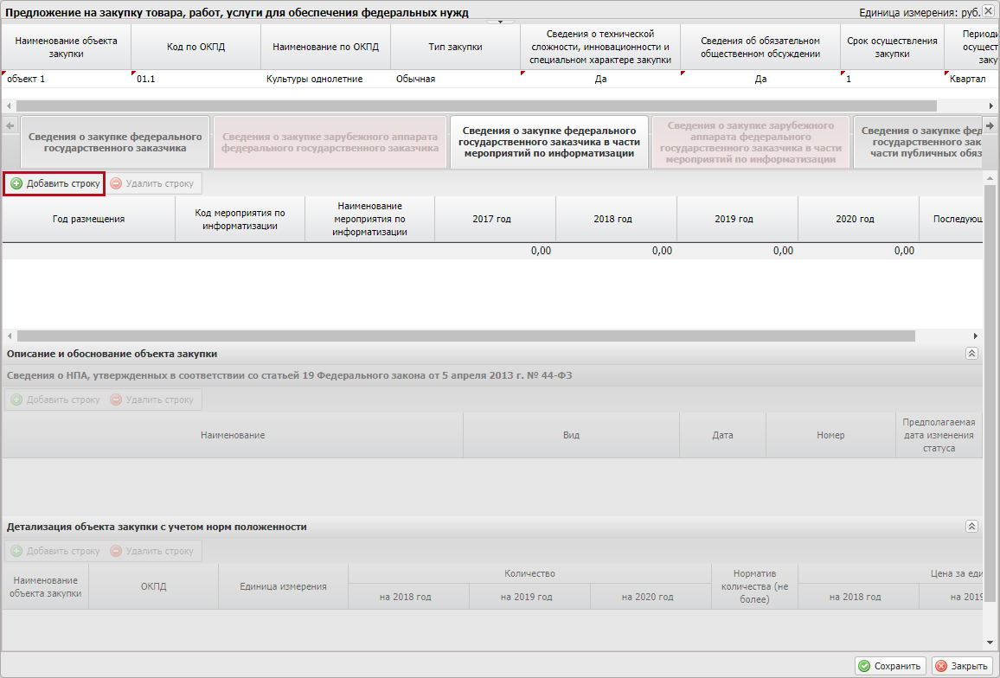 Предложение на закупку товара, работ, услуги для обеспечения федеральных нужд
Единица измерения: руб.
Наименование объекта
закупки
Код по ОКПД
Наименование по ОКПД
Тип закупки
Сведения о технической
сложности, инновационности и
специальном характере закупки
Сведения об обязательном
общественном обсуждении
Срок осуществления
закупки
Периоди
осущест
заку
объект 1
01.1
Культуры однолетние
Обычная
Да
Да
1
Квартал
Сведения о закупке федерального
государственного заказчика
Сведения о закупке зарубежного аппарата
федерального государственного заказчика
Сведения о закупке федерального
государственного заказчика в части
мероприятий по информатизации
Сведения о закупке зарубежного
аппарата федерального
государственного заказчика в части
мероприятий по информатизации
Сведения о закупке фед
государственного зак
части публичных обяз
Добавить строку
Удалить строку
Год размещения
Код мероприятия по
информатизации
Наименование
мероприятия по
информатизации
2017 год
2018 год
2019 год
2020 год
Последующ
0,00
0,00
0,00
0,00
Описание и обоснование объекта закупки
Сведения о НПА, утвержденных в соответствии со статьей 19 Федерального закона от 5 апреля 2013 г. № 44-ФЗ
Добавить строку
Удалить строку
Наименование
Вид
Дата
Номер
Предполагаемая
дата изменения
статуса
Детализация объекта закупки с учетом норм положенности
Добавить строку
Удалить строку
Наименование
объекта закупки
ОКПД
Единица измерения
Количество
на 2018 год
на 2019 год
на 2020 год
Норматив
количества (не
более)
Цена за еди
на 2018 год
на 2019
Сохранить
Закрыть